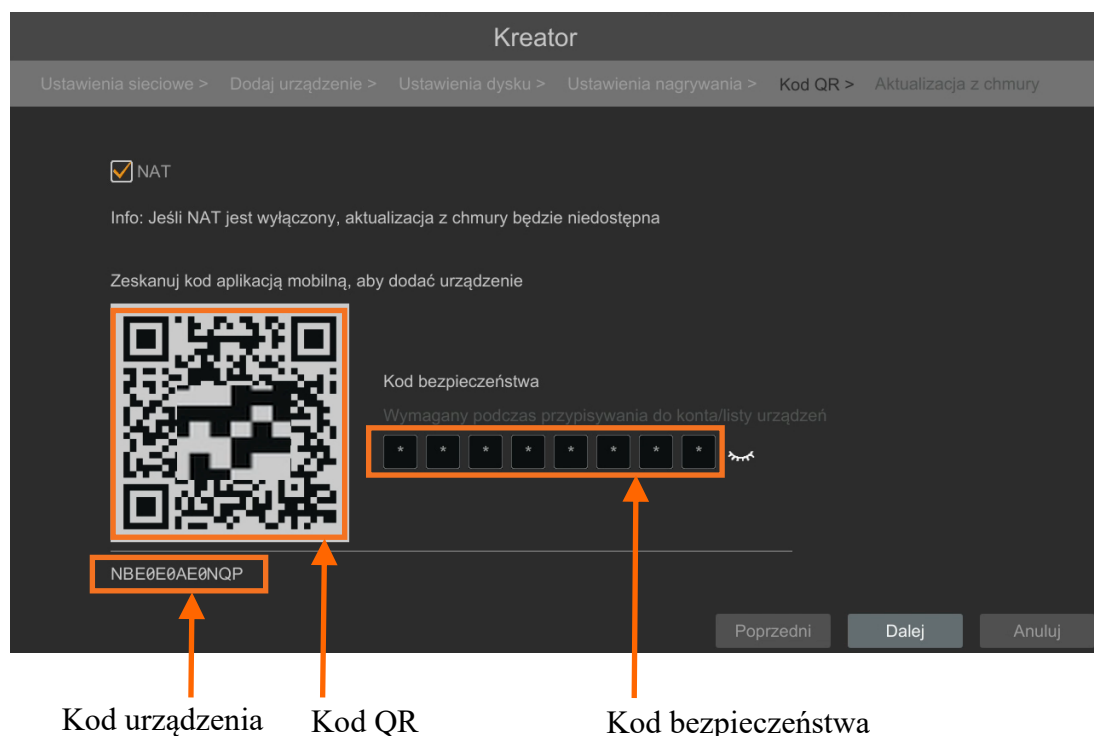 Kreator
Ustawienia sieciowe > Dodaj urządzenie > Ustawienia dysku > Ustawienia nagrywania > Kod QR > Aktualizacja z chmury
NAT
Info: Jeśli NAT jest wyłączony, aktualizacja z chmury będzie niedostępna
Zeskanuj kod aplikacją mobilną, aby dodać urządzenie
Kod bezpieczeństwa
Wymagany podczas przypisywania do konta/listy urządzeń
* * * * * * * *
NBE0E0AE0NQP
Poprzedni Dalej Anuluj
Kod urządzenia Kod QR Kod bezpieczeństwa